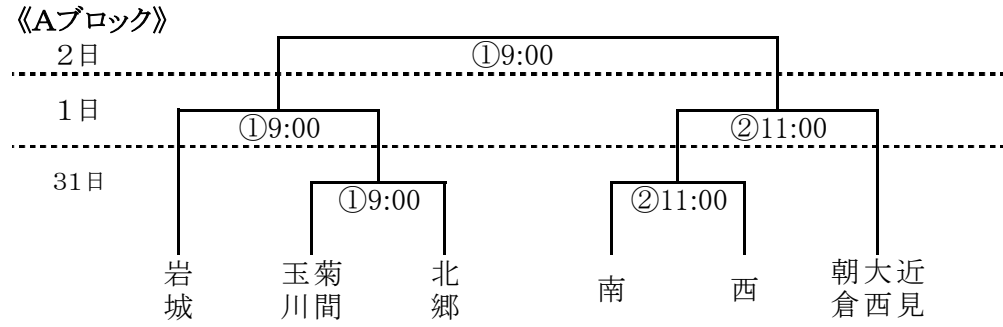 《Aブロック》
2日
①9:00
1日
①9:00
②11:00
31日
①9:00
②11:00
岩城
玉川
菊間
北郷
南
西
朝倉
大西
近見